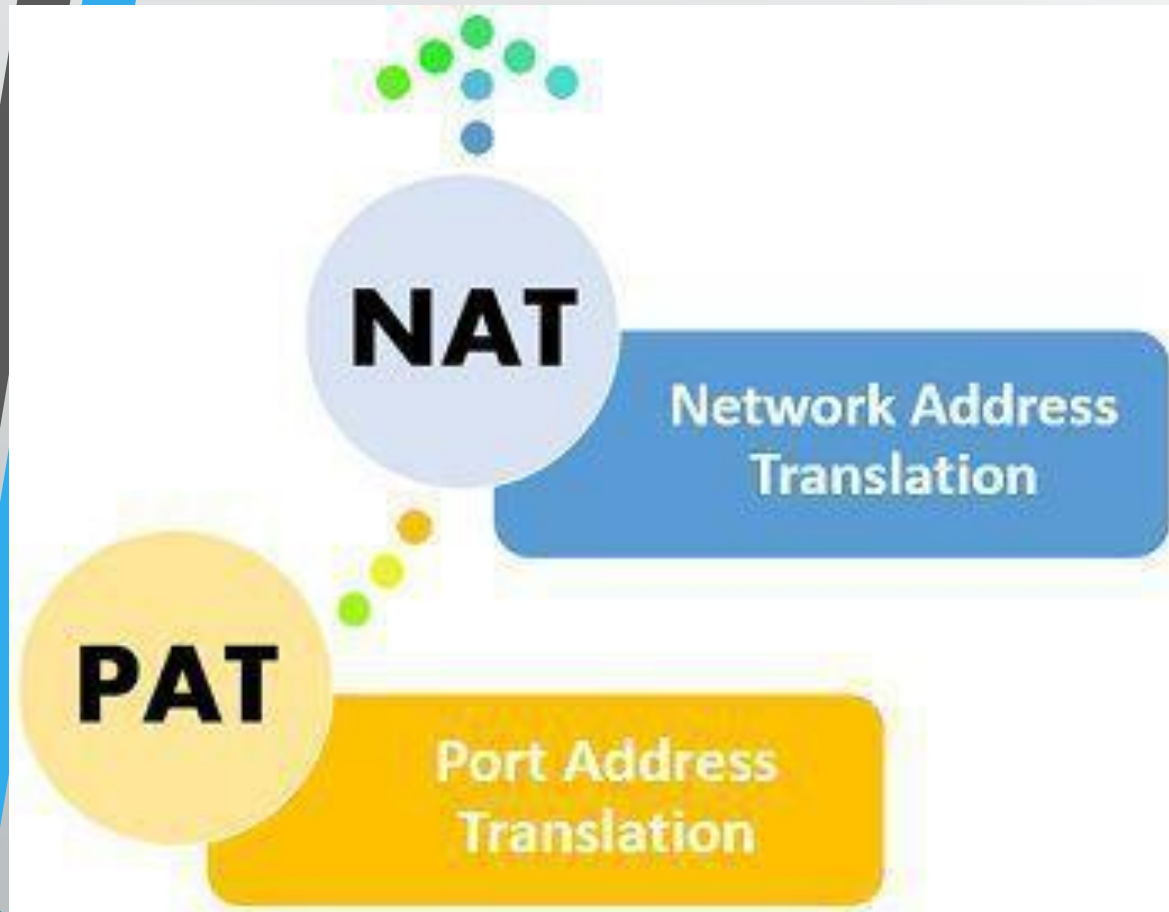 NAT
Network Address
Translation
PAT
Port Address
Translation